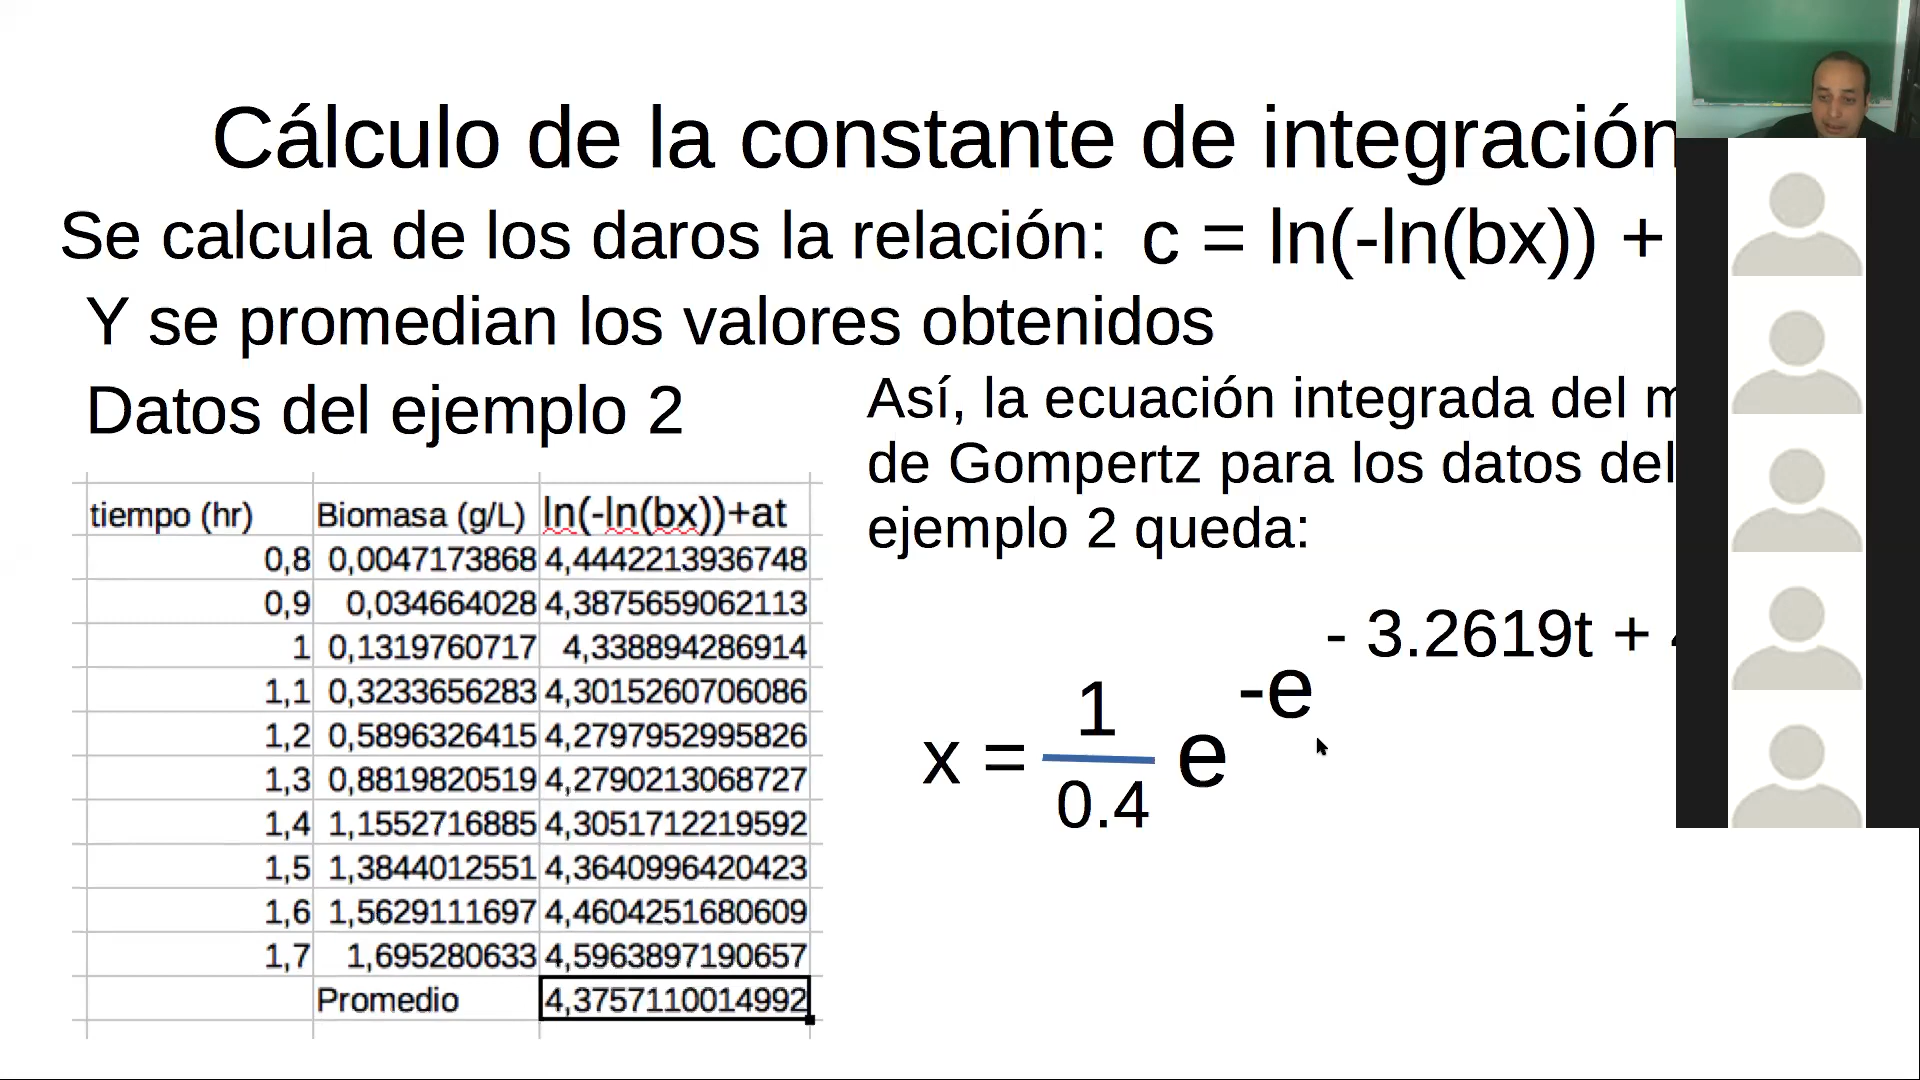 Cálculo de la constante de integración
Se calcula de los daros la relación: c = ln(-ln(bx)) +
Y se promedian los valores obtenidos
Datos del ejemplo 2
tiempo (hr) Biomasa (g/L) ln(-ln(bx))+at
0,8 0,0047173868 4,4442213936748
0,9 0,034664028 4,3875659062113
1 0,1319760717 4,338894286914
1,1 0,3233656283 4,3015260706086
1,2 0,5896326415 4,2797952995826
1,3 0,8819820519 4,2790213068727
1,4 1,1552716885 4,3051712219592
1,5 1,3844012551 4,3640996420423
1,6 1,5629111697 4,4604251680609
1,7 1,695280633 4,5963897190657
Promedio 4,3757110014992
Así, la ecuación integrada del
de Gompertz para los datos del
ejemplo 2 queda:
- 3.2619t +
-e
x = 1 e
0.4